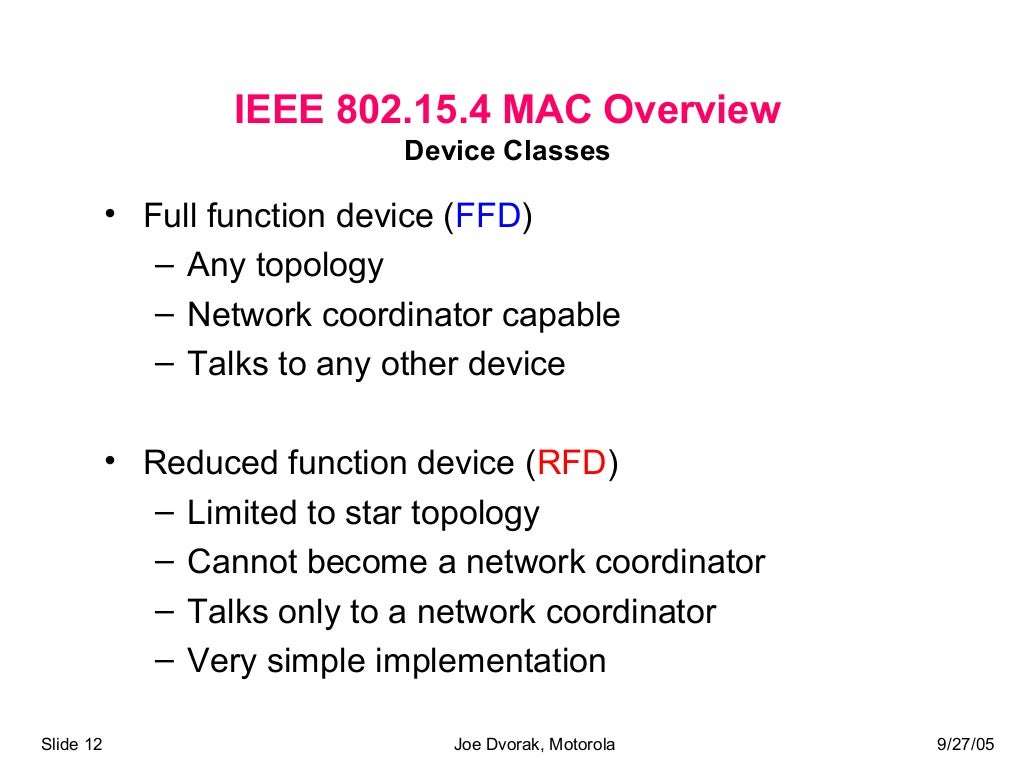 IEEE 802.15.4 MAC Overview
Device Classes
• Full function device (FFD)
– Any topology
– Network coordinator capable
– Talks to any other device
• Reduced function device (RFD)
– Limited to star topology
– Cannot become a network coordinator
– Talks only to a network coordinator
– Very simple implementation
Slide 12 Joe Dvorak, Motorola 9/27/05